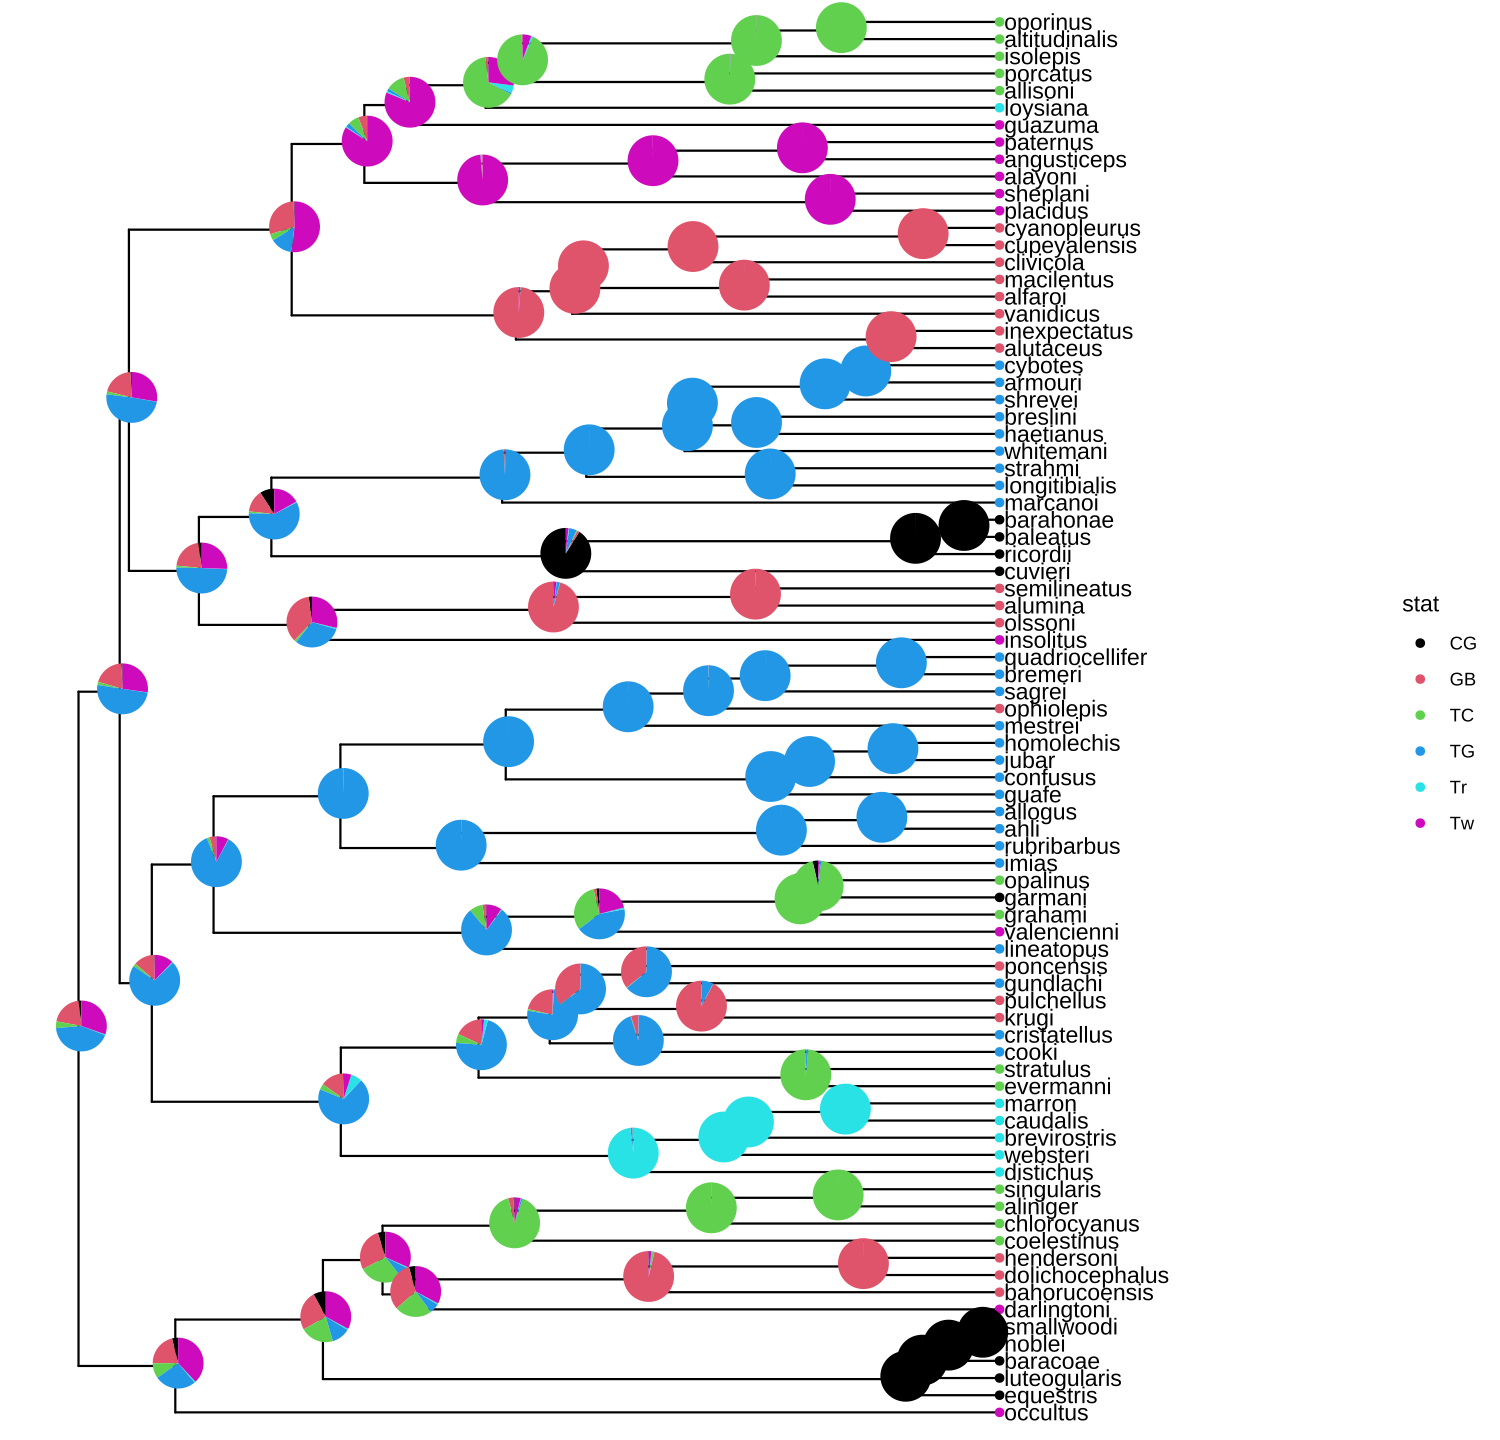 oporinus
altitudinalis
isolepis
porcatus
allisoni
loysiana
guazuma
paternus
angusticeps
alayoni
sheplani
placidus
cyanopleurus
cupeyalensis
clivicola
macilentus
alfaroi
vanidicus
inexpectatus
alutaceus
cybotes
armouri
shrevei
breslini
haetianus
whitemani
strahmi
longitibialis
marcanoi
barahonae
baleatus
ricordii
cuvieri
semilineatus
alumina
olssoni
insolitus
quadriocellifer
bremeri
sagrei
ophiolepis
mestrei
homolechis
jubar
confusus
guafe
allogus
ahli
rubribarbus
imias
opalinus
garmani
grahami
valencienni
lineatopus
poncensis
gundlachi
pulchellus
krugi
cristatellus
cooki
stratulus
evermanni
marron
caudalis
brevirostris
websteri
distichus
singularis
aliniger
chlorocyanus
coelestinus
hendersoni
dolichocephalus
bahorucoensis
darlingtoni
smallwoodi
noblei
baracoae
luteogularis
equestris
occultus
stat
CG
GB
TC
TG
Tr
Tw